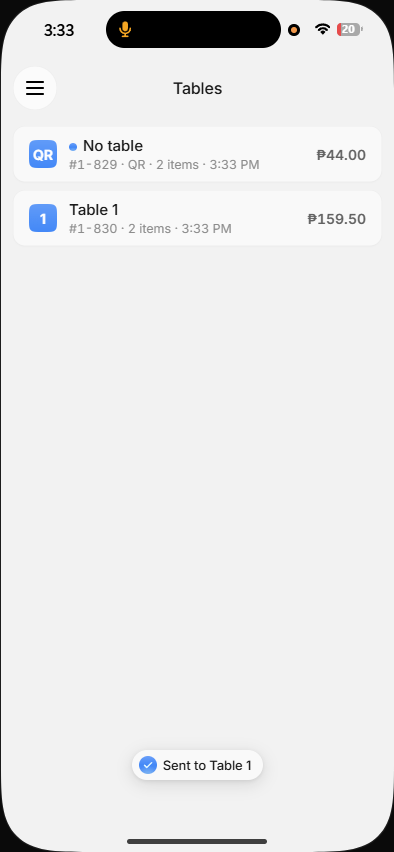 3:33
20
Tables
QR
No table
₱44.00
#1-829 · QR · 2 items · 3:33 PM
1
Table 1
₱159.50
#1-830 · 2 items · 3:33 PM
Sent to Table 1